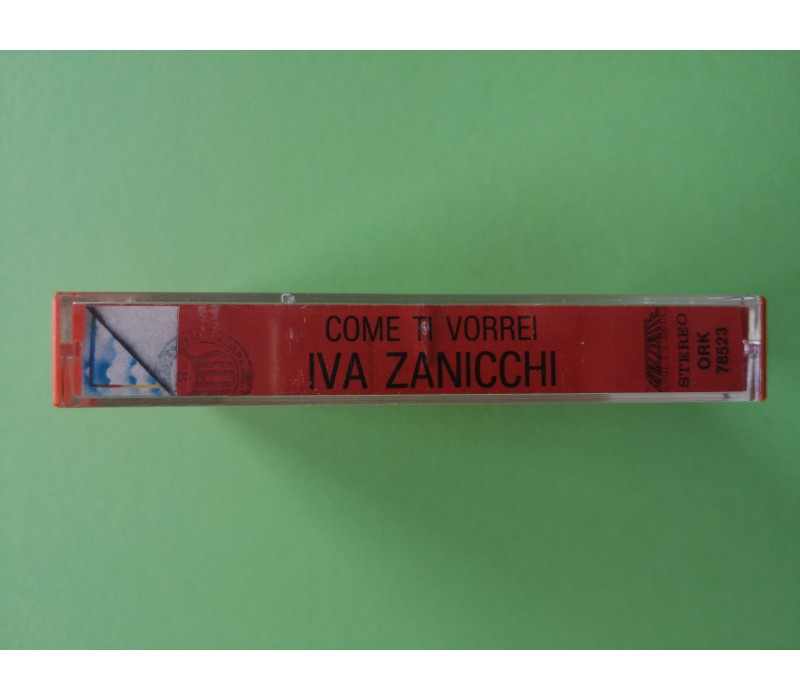 COME TI VORREI
IVA ZANICCHI
STEREO
ORK
78523